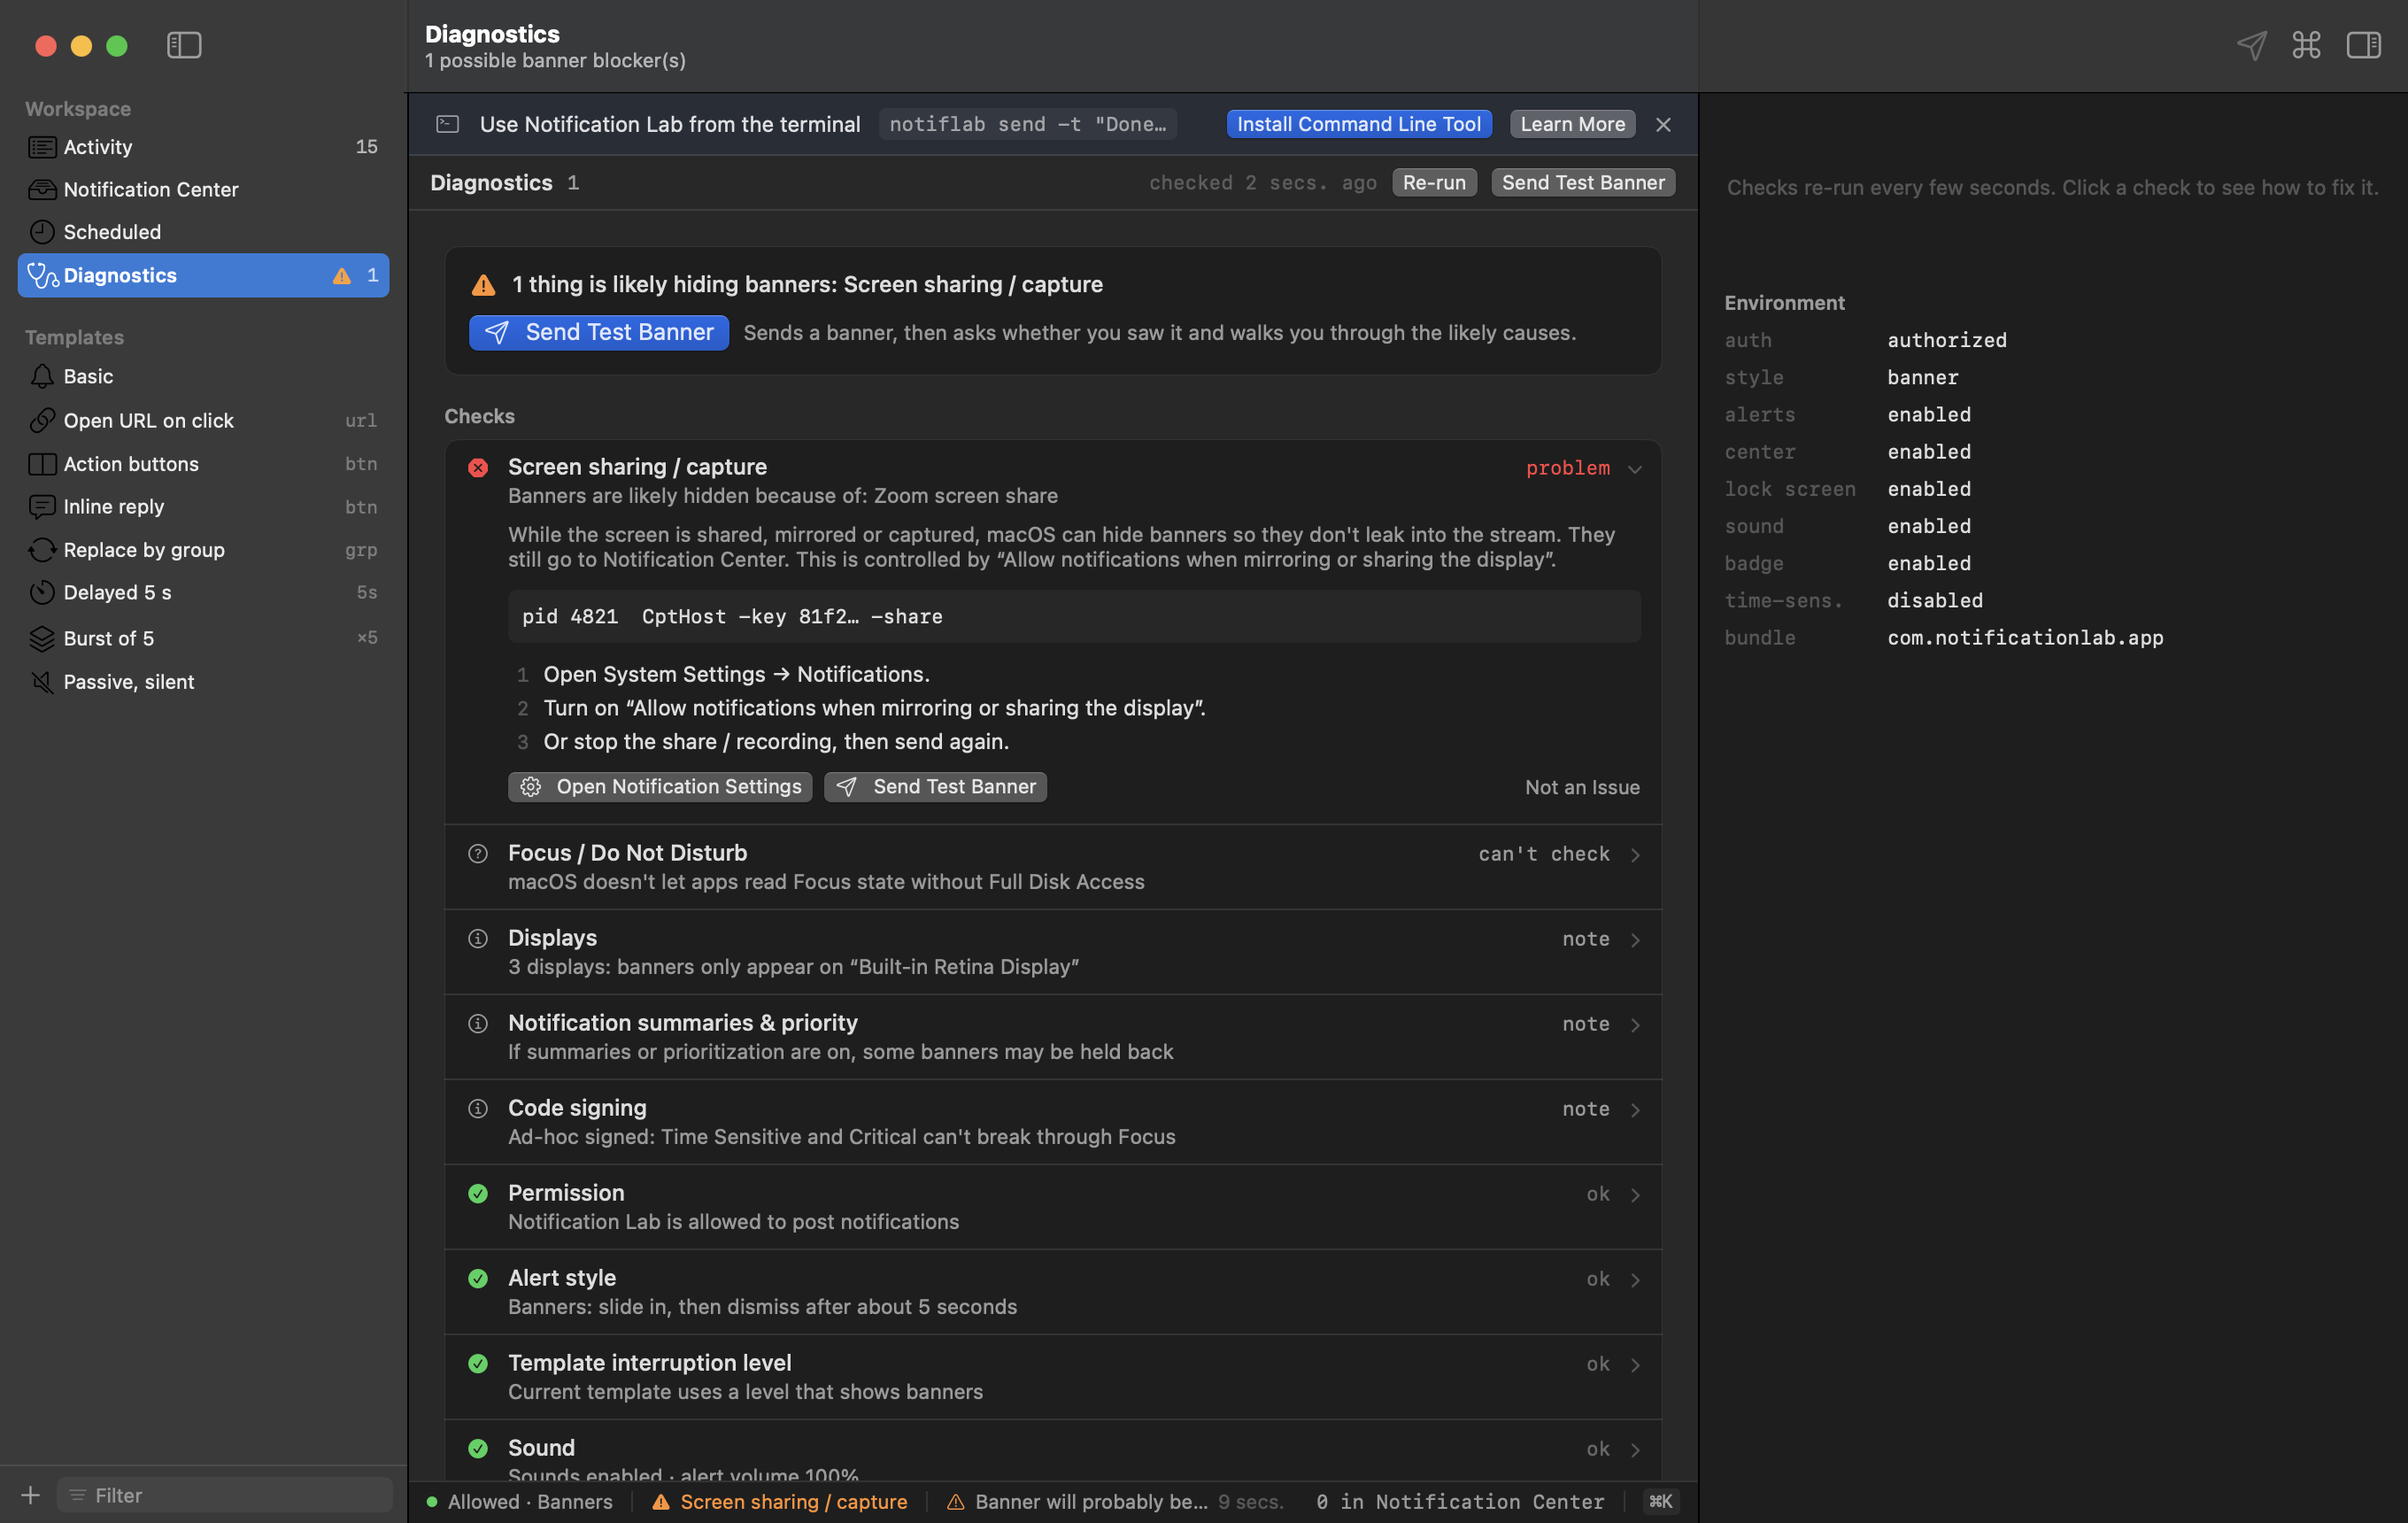 Diagnostics
1 possible banner blocker(s)
Workspace
Activity 15
Notification Center
Scheduled
Diagnostics 1
Templates
Basic
Open URL on click url
Action buttons btn
Inline reply btn
Replace by group grp
Delayed 5 s 5s
Burst of 5 ×5
Passive, silent
Filter
Use Notification Lab from the terminal notiflab send -t "Done… Install Command Line Tool Learn More
Diagnostics 1 checked 2 secs. ago Re-run Send Test Banner
1 thing is likely hiding banners: Screen sharing / capture
Send Test Banner Sends a banner, then asks whether you saw it and walks you through the likely causes.
Checks
Screen sharing / capture problem
Banners are likely hidden because of: Zoom screen share
While the screen is shared, mirrored or captured, macOS can hide banners so they don't leak into the stream. They
still go to Notification Center. This is controlled by “Allow notifications when mirroring or sharing the display”.
pid 4821 CptHost -key 81f2… -share
1 Open System Settings → Notifications.
2 Turn on “Allow notifications when mirroring or sharing the display”.
3 Or stop the share / recording, then send again.
Open Notification Settings Send Test Banner Not an Issue
Focus / Do Not Disturb can't check
macOS doesn't let apps read Focus state without Full Disk Access
Displays note
3 displays: banners only appear on “Built-in Retina Display”
Notification summaries & priority note
If summaries or prioritization are on, some banners may be held back
Code signing note
Ad-hoc signed: Time Sensitive and Critical can't break through Focus
Permission ok
Notification Lab is allowed to post notifications
Alert style ok
Banners: slide in, then dismiss after about 5 seconds
Template interruption level ok
Current template uses a level that shows banners
Sound ok
Sounds enabled · alert volume 100%
Allowed · Banners Screen sharing / capture Banner will probably be… 9 secs. 0 in Notification Center ⌘K
Checks re-run every few seconds. Click a check to see how to fix it.
Environment
auth authorized
style banner
alerts enabled
center enabled
lock screen enabled
sound enabled
badge enabled
time-sens. disabled
bundle com.notificationlab.app